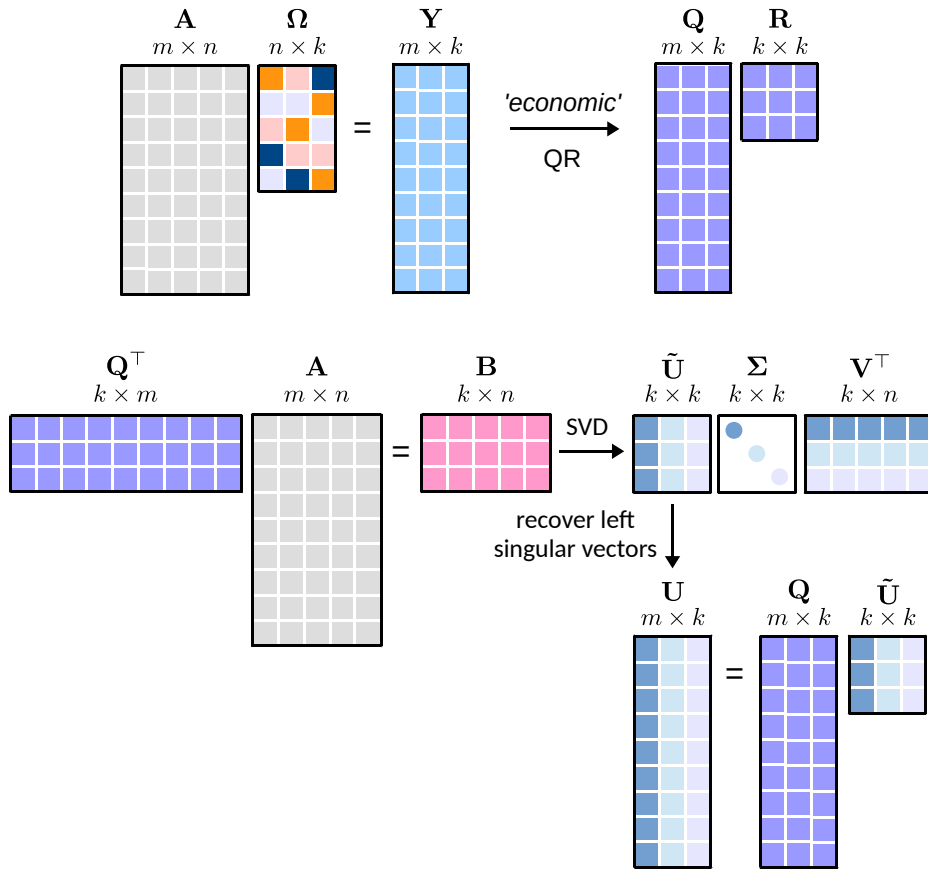 A Ω Y Q R
m × n n × k m × k m × k k × k
=
'economic'
QR
Q⊤ A B Ũ Σ V⊤
k × m m × n k × n k × k k × k k × n
=
SVD
recover left
singular vectors
U Q Ũ
m × k m × k k × k
=